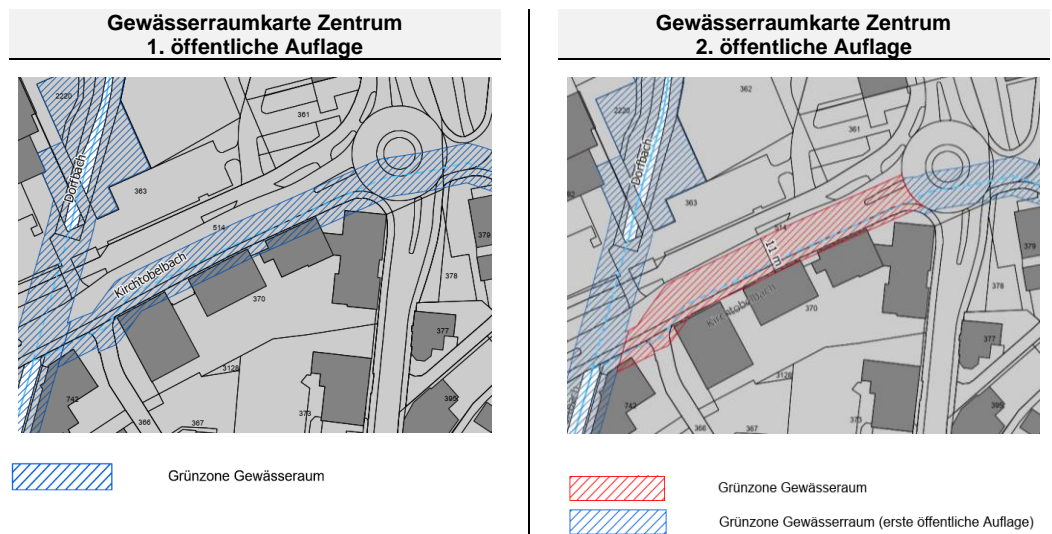 Gewässerraumkarte Zentrum
1. öffentliche Auflage
2220
Dorfbach
363
361
514
Kirchtobelbach
370
379
378
377
3128
742
366
367
373
395
Grünzone Gewässeraum
Gewässerraumkarte Zentrum
2. öffentliche Auflage
2220
362
361
Dorfbach
363
514
11 m
Kirchtobelbach
370
379
378
377
3128
742
366
367
373
395
Grünzone Gewässeraum
Grünzone Gewässerraum (erste öffentliche Auflage)